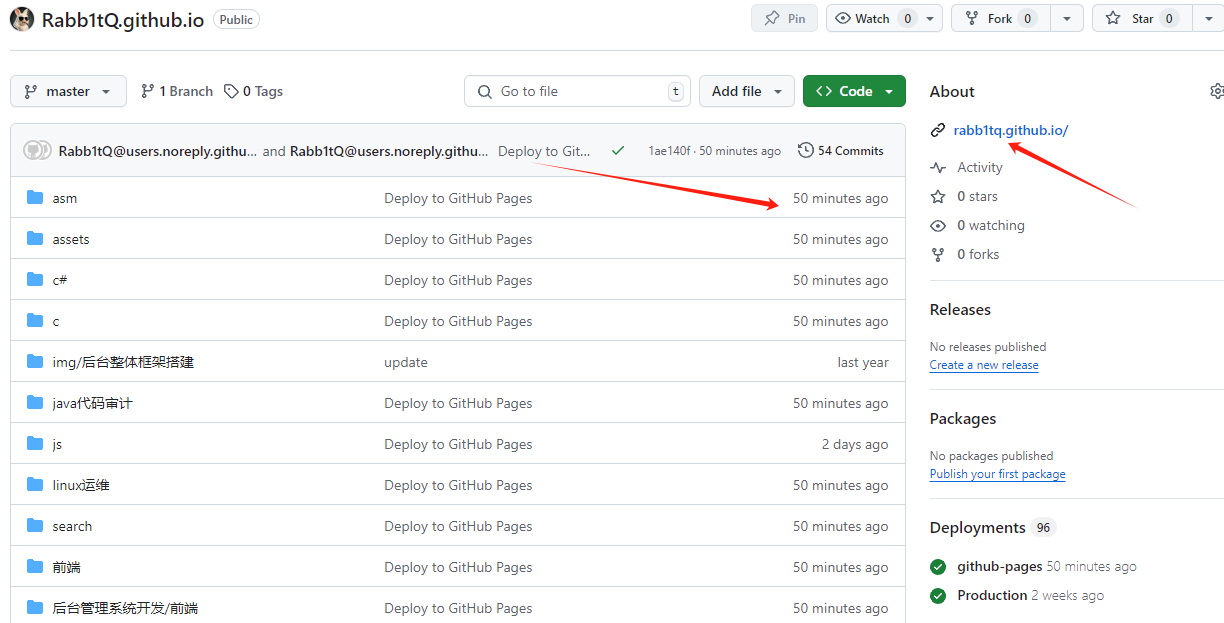 Rabb1tQ.github.io Public Pin Watch 0 Fork 0 Star 0
master 1 Branch 0 Tags Go to file t Add file Code
Rabb1tQ@users.noreply.githu... and Rabb1tQ@users.noreply.githu... Deploy to Git... 1ae140f · 50 minutes ago 54 Commits
asm Deploy to GitHub Pages 50 minutes ago
assets Deploy to GitHub Pages 50 minutes ago
c# Deploy to GitHub Pages 50 minutes ago
c Deploy to GitHub Pages 50 minutes ago
img/后台整体框架搭建 update last year
java代码审计 Deploy to GitHub Pages 50 minutes ago
js Deploy to GitHub Pages 2 days ago
linux运维 Deploy to GitHub Pages 50 minutes ago
search Deploy to GitHub Pages 50 minutes ago
前端 Deploy to GitHub Pages 50 minutes ago
后台管理系统开发/前端 Deploy to GitHub Pages 50 minutes ago
About
rabb1tq.github.io/
Activity
0 stars
0 watching
0 forks
Releases
No releases published
Create a new release
Packages
No packages published
Publish your first package
Deployments 96
github-pages 50 minutes ago
Production 2 weeks ago